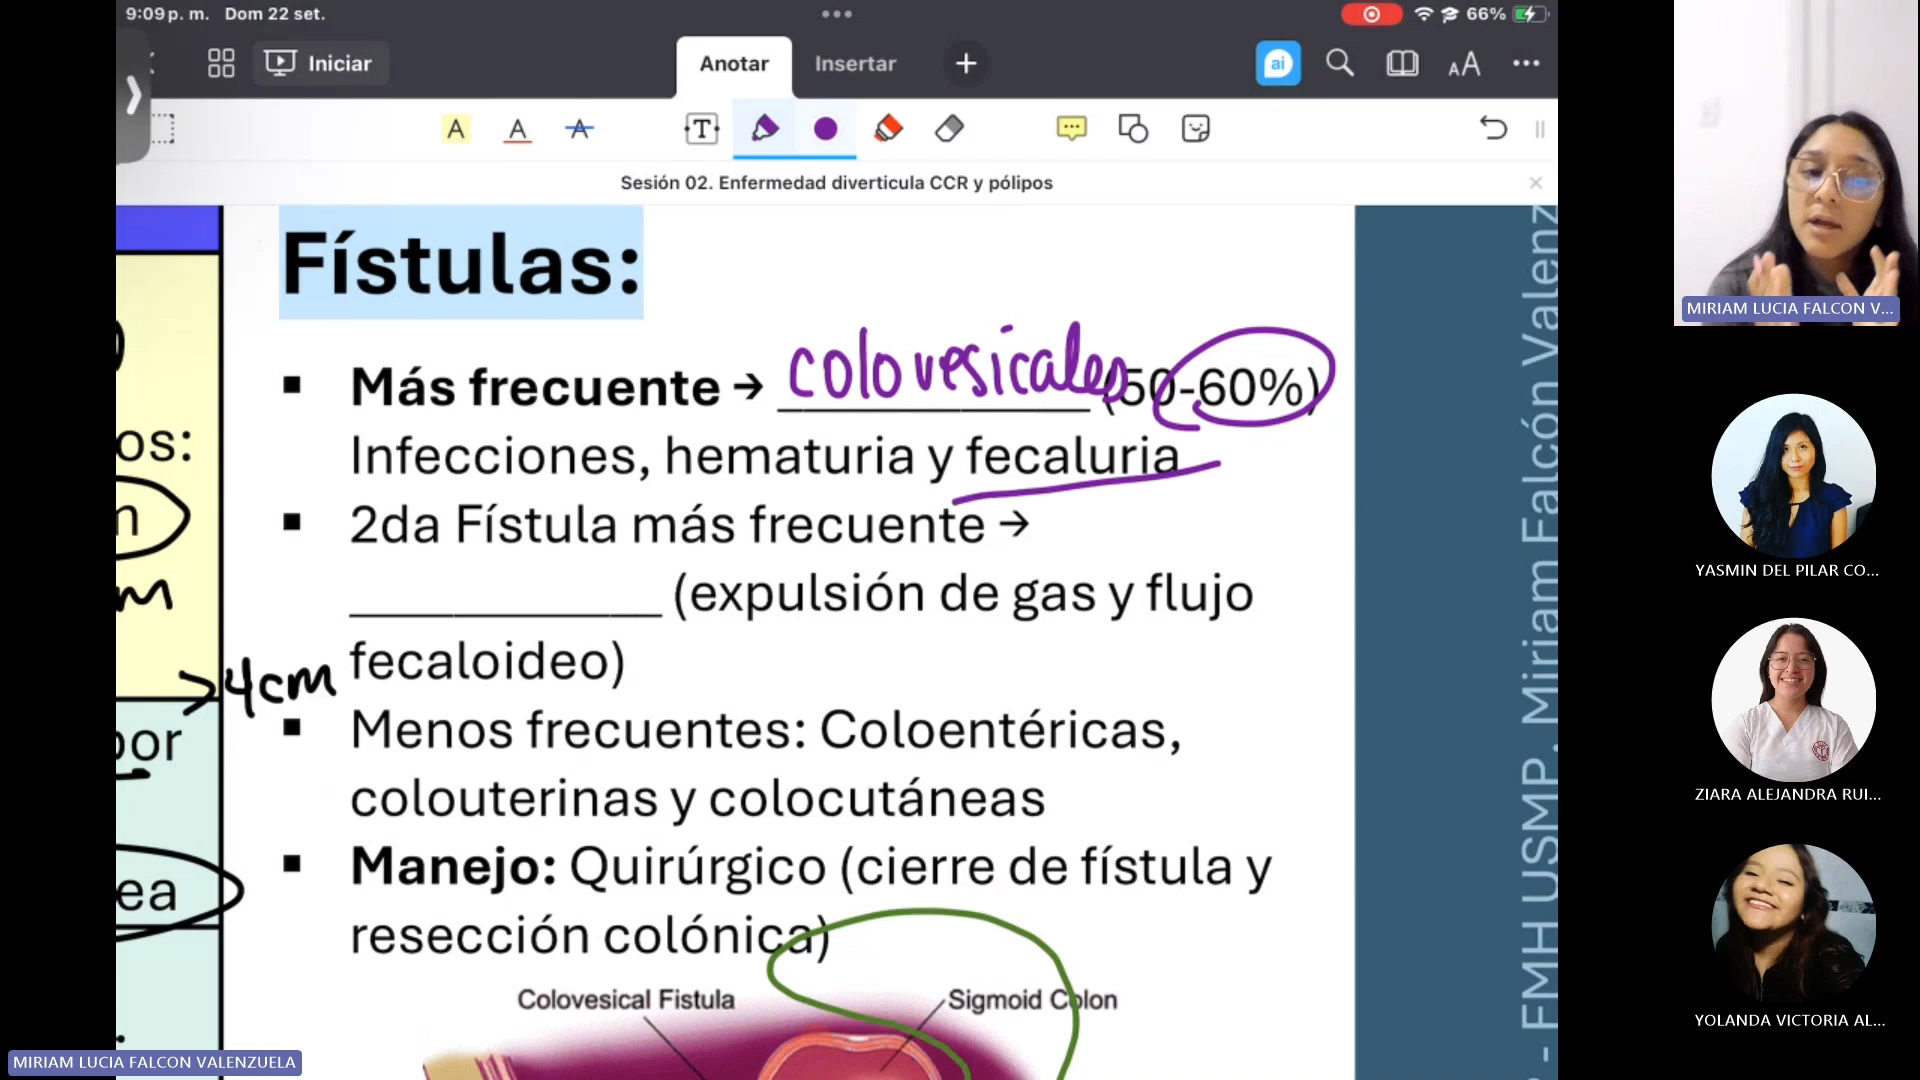 9:09 p. m. Dom 22 set.
66%
Iniciar
Anotar
Insertar
ai
AA
A A A T
Sesión 02. Enfermedad diverticula CCR y pólipos
Fístulas:
Más frecuente → colovesicales (50-60%)
Infecciones, hematuria y fecaluria
2da Fístula más frecuente →
____________ (expulsión de gas y flujo
fecaloideo)
Menos frecuentes: Coloentéricas,
colouterinas y colocutáneas
Manejo: Quirúrgico (cierre de fístula y
resección colónica)
Colovesical Fistula
Sigmoid Colon
os:
m
>4cm
por
ea
- FMH USMP. Miriam Falcón Valenz
MIRIAM LUCIA FALCON V...
YASMIN DEL PILAR CO...
ZIARA ALEJANDRA RUI...
YOLANDA VICTORIA AL...
MIRIAM LUCIA FALCON VALENZUELA